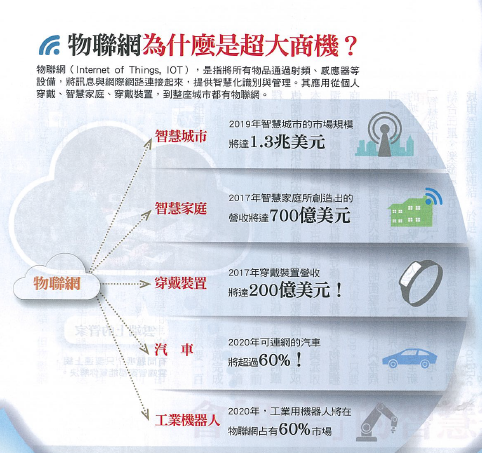 物聯網為什麼是超大商機？
物聯網（Internet of Things, IOT），是指將所有物品通過射頻、感應器等
設備，將訊息與網際網路連接起來，提供智慧化識別與管理。其應用從個人
穿戴、智慧家庭、穿戴裝置，到整座城市都有物聯網。
智慧城市
2019年智慧城市的市場規模
將達1.3兆美元
智慧家庭
2017年智慧家庭所創造出的
營收將達700億美元
物聯網
穿戴裝置
2017年穿戴裝置營收
將達200億美元！
汽 車
2020年可連網的汽車
將超過60%！
工業機器人
2020年，工業用機器人將在
物聯網占有60%市場